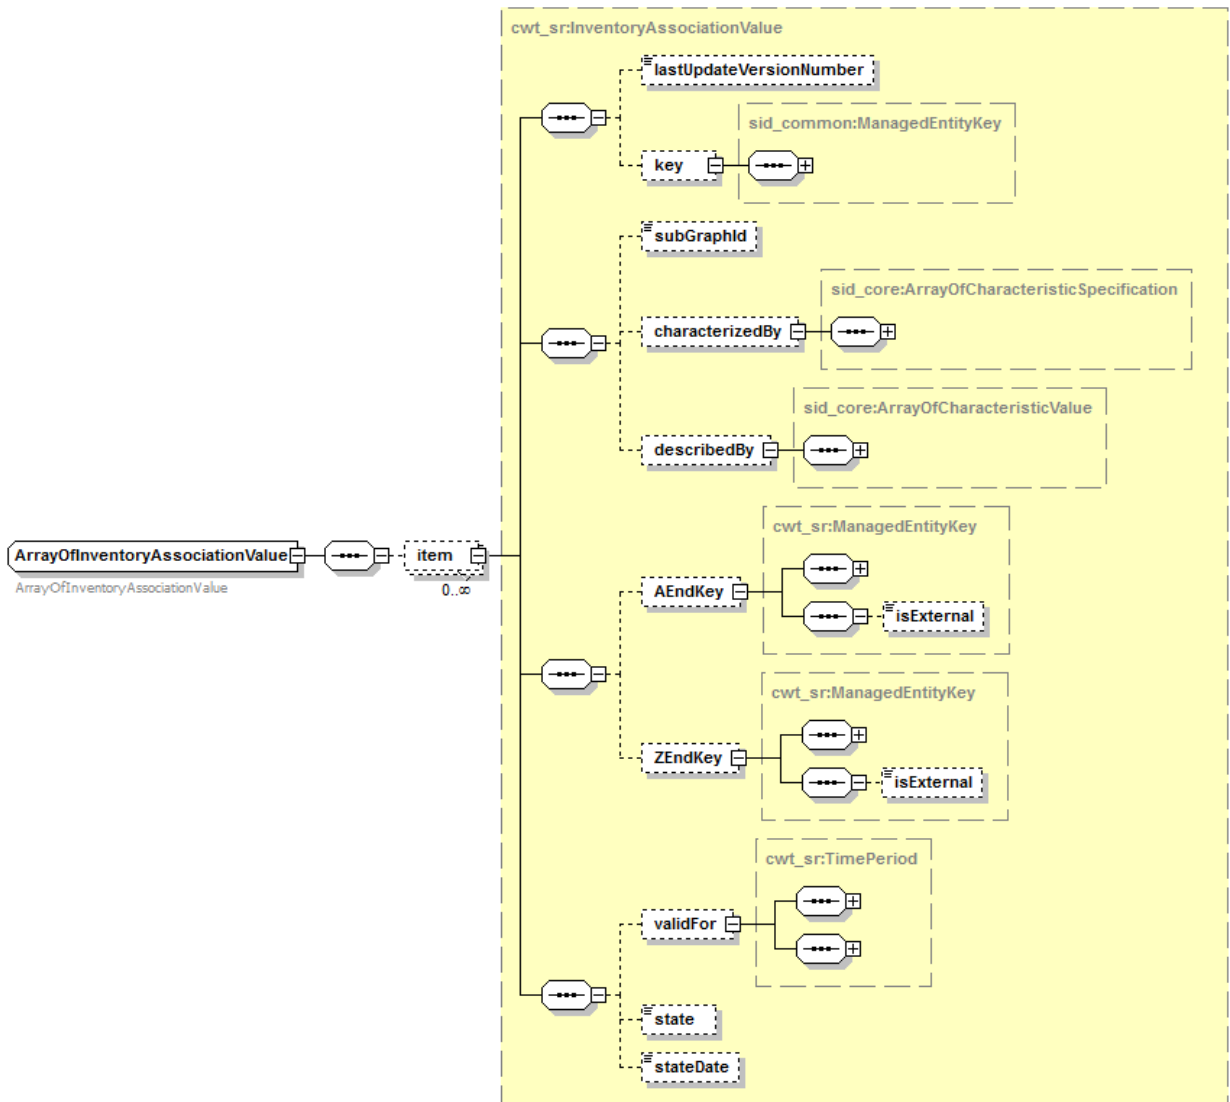 cwt_sr:InventoryAssociationValue
lastUpdateVersionNumber
sid_common:ManagedEntityKey
key
subGraphId
sid_core:ArrayOfCharacteristicSpecification
characterizedBy
sid_core:ArrayOfCharacteristicValue
describedBy
cwt_sr:ManagedEntityKey
ArrayOfInventoryAssociationValue
item
ArrayOfInventoryAssociationValue
0..∞
AEndKey
isExternal
cwt_sr:ManagedEntityKey
ZEndKey
isExternal
cwt_sr:TimePeriod
validFor
state
stateDate